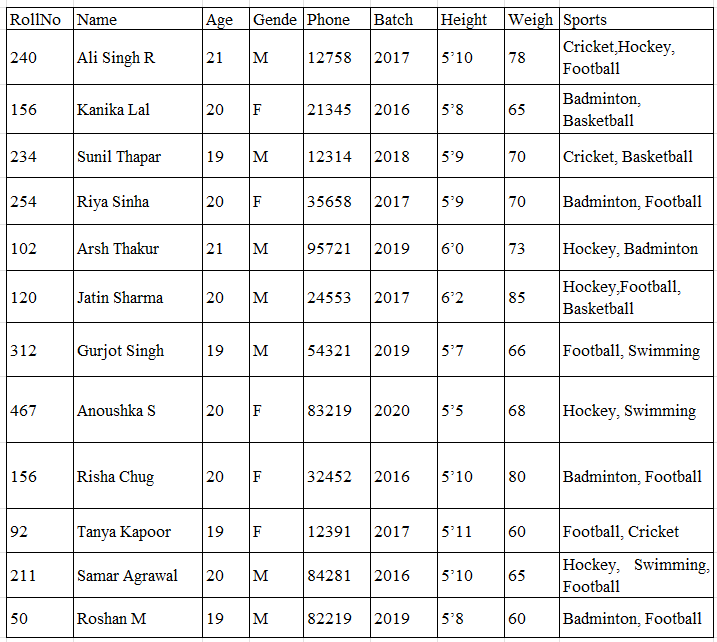 RollNo Name Age Gende Phone Batch Height Weigh Sports
240 Ali Singh R 21 M 12758 2017 5’10 78 Cricket,Hockey,
Football
156 Kanika Lal 20 F 21345 2016 5’8 65 Badminton,
Basketball
234 Sunil Thapar 19 M 12314 2018 5’9 70 Cricket, Basketball
254 Riya Sinha 20 F 35658 2017 5’9 70 Badminton, Football
102 Arsh Thakur 21 M 95721 2019 6’0 73 Hockey, Badminton
120 Jatin Sharma 20 M 24553 2017 6’2 85 Hockey,Football,
Basketball
312 Gurjot Singh 19 M 54321 2019 5’7 66 Football, Swimming
467 Anoushka S 20 F 83219 2020 5’5 68 Hockey, Swimming
156 Risha Chug 20 F 32452 2016 5’10 80 Badminton, Football
92 Tanya Kapoor 19 F 12391 2017 5’11 60 Football, Cricket
211 Samar Agrawal 20 M 84281 2016 5’10 65 Hockey, Swimming,
Football
50 Roshan M 19 M 82219 2019 5’8 60 Badminton, Football